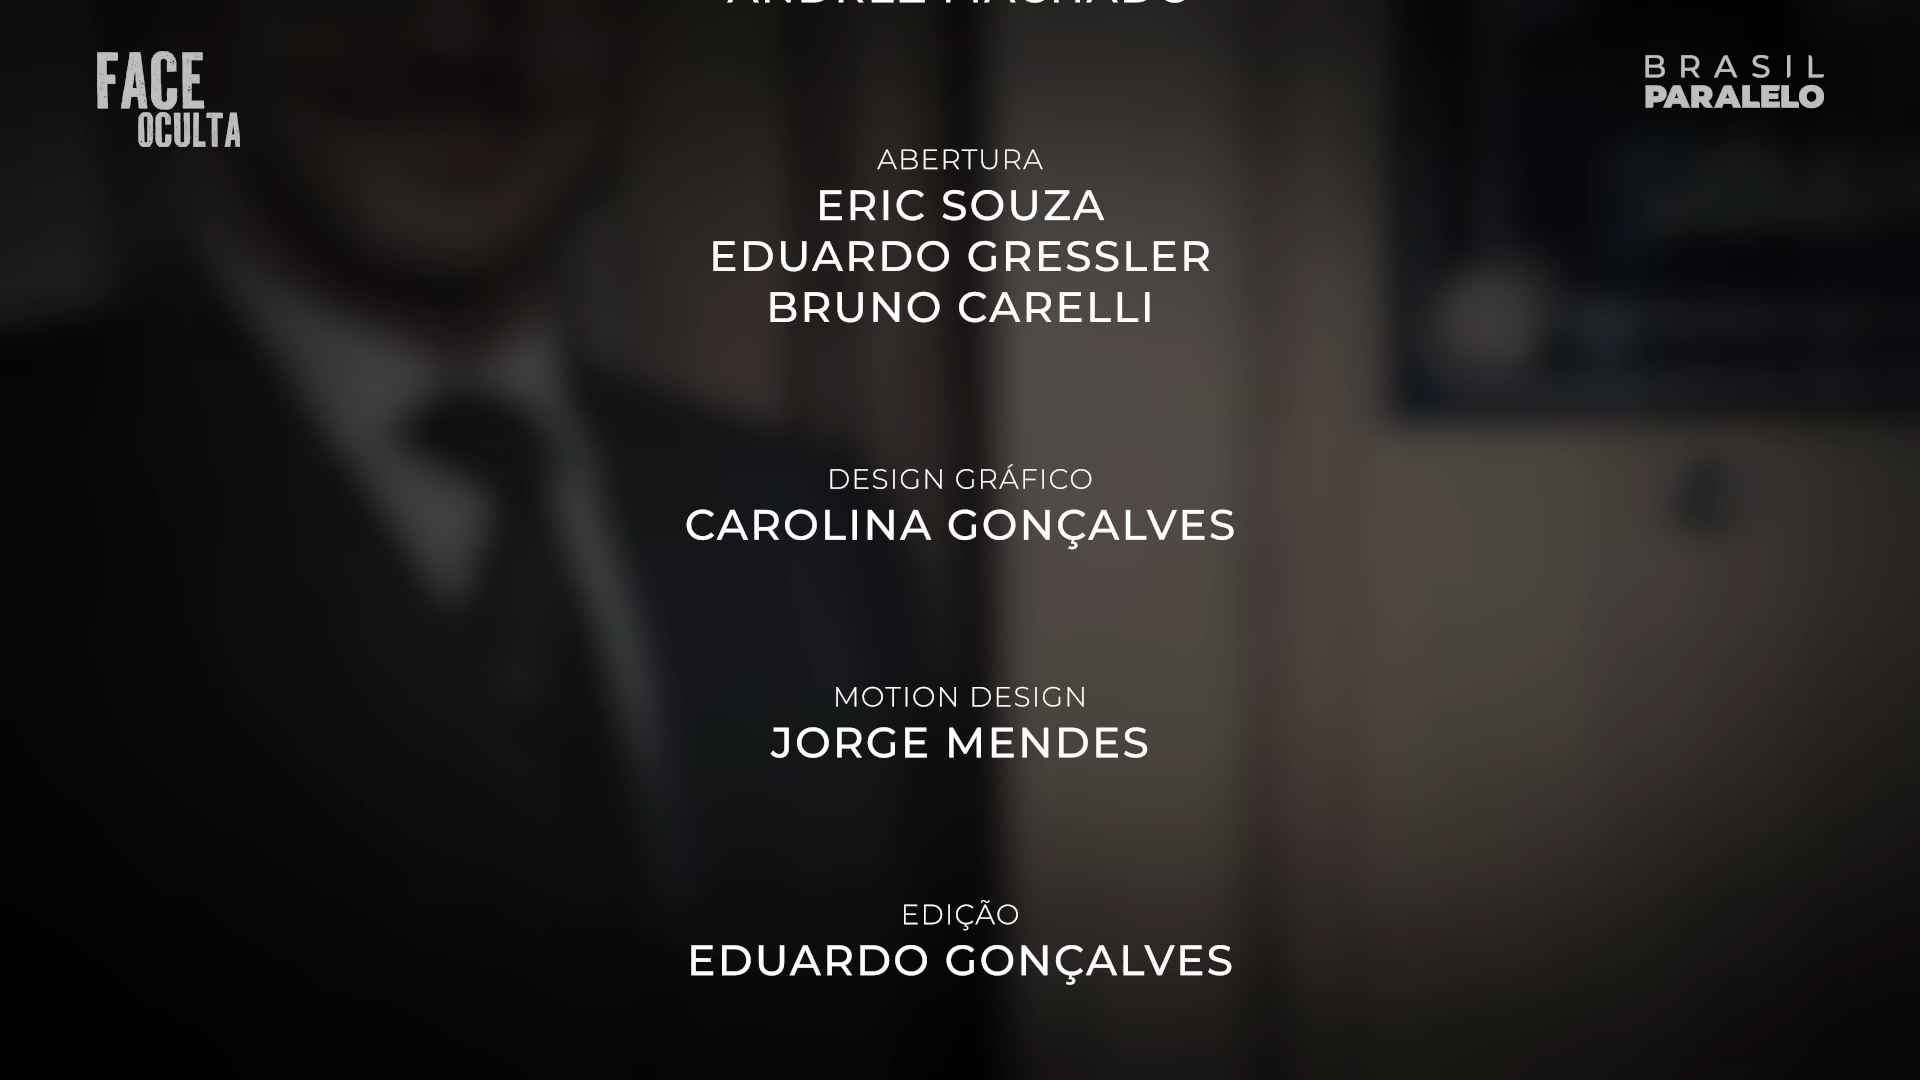 FACE
OCULTA
BRASIL
PARALELO
ABERTURA
ERIC SOUZA
EDUARDO GRESSLER
BRUNO CARELLI
DESIGN GRÁFICO
CAROLINA GONÇALVES
MOTION DESIGN
JORGE MENDES
EDIÇÃO
EDUARDO GONÇALVES